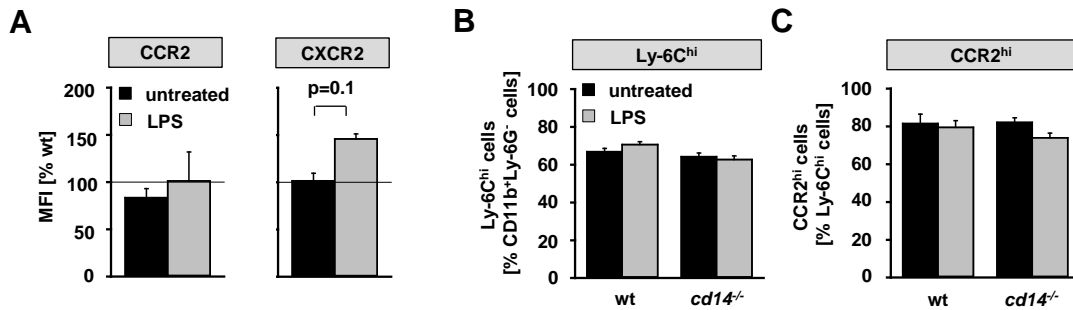 A
CCR2
CXCR2
MFI [% wt]
200
150
100
50
0
untreated
LPS
p=0.1
B
Ly-6Cʰⁱ
Ly-6Cʰⁱ cells
[% CD11b⁺Ly-6G⁻ cells]
100
80
60
40
20
0
untreated
LPS
wt
cd14⁻/⁻
C
CCR2ʰⁱ
CCR2ʰⁱ cells
[% Ly-6Cʰⁱ cells]
100
80
60
40
20
0
wt
cd14⁻/⁻